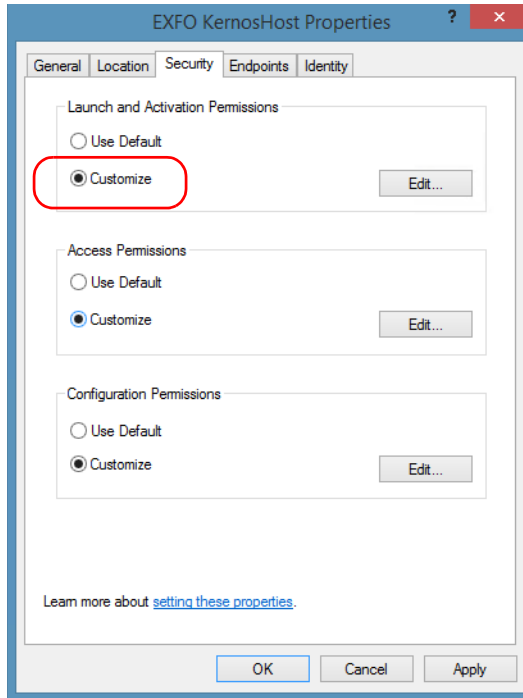 EXFO KernosHost Properties ? ×
General Location Security Endpoints Identity
Launch and Activation Permissions
Use Default
Customize
Edit...
Access Permissions
Use Default
Customize
Edit...
Configuration Permissions
Use Default
Customize
Edit...
Learn more about setting these properties.
OK Cancel Apply